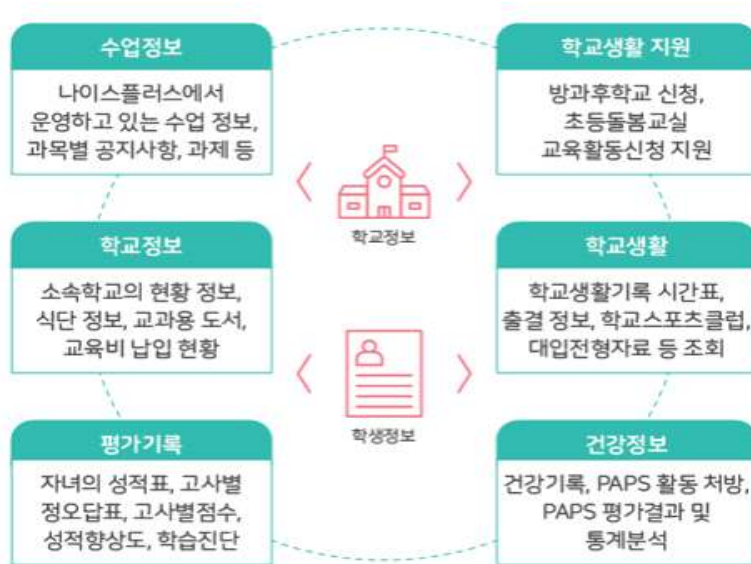 수업정보
나이스플러스에서
운영하고 있는 수업 정보,
과목별 공지사항, 과제 등
학교생활 지원
방과후학교 신청,
초등돌봄교실
교육활동신청 지원
학교정보
학교정보
소속학교의 현황 정보,
식단 정보, 교과용 도서,
교육비 납입 현황
학교생활
학교생활기록 시간표,
출결 정보, 학교스포츠클럽,
대입전형자료 등 조회
학생정보
평가기록
자녀의 성적표, 고사별
정오답표, 고사별점수,
성적향상도, 학습진단
건강정보
건강기록, PAPS 활동 처방,
PAPS 평가결과 및
통계분석